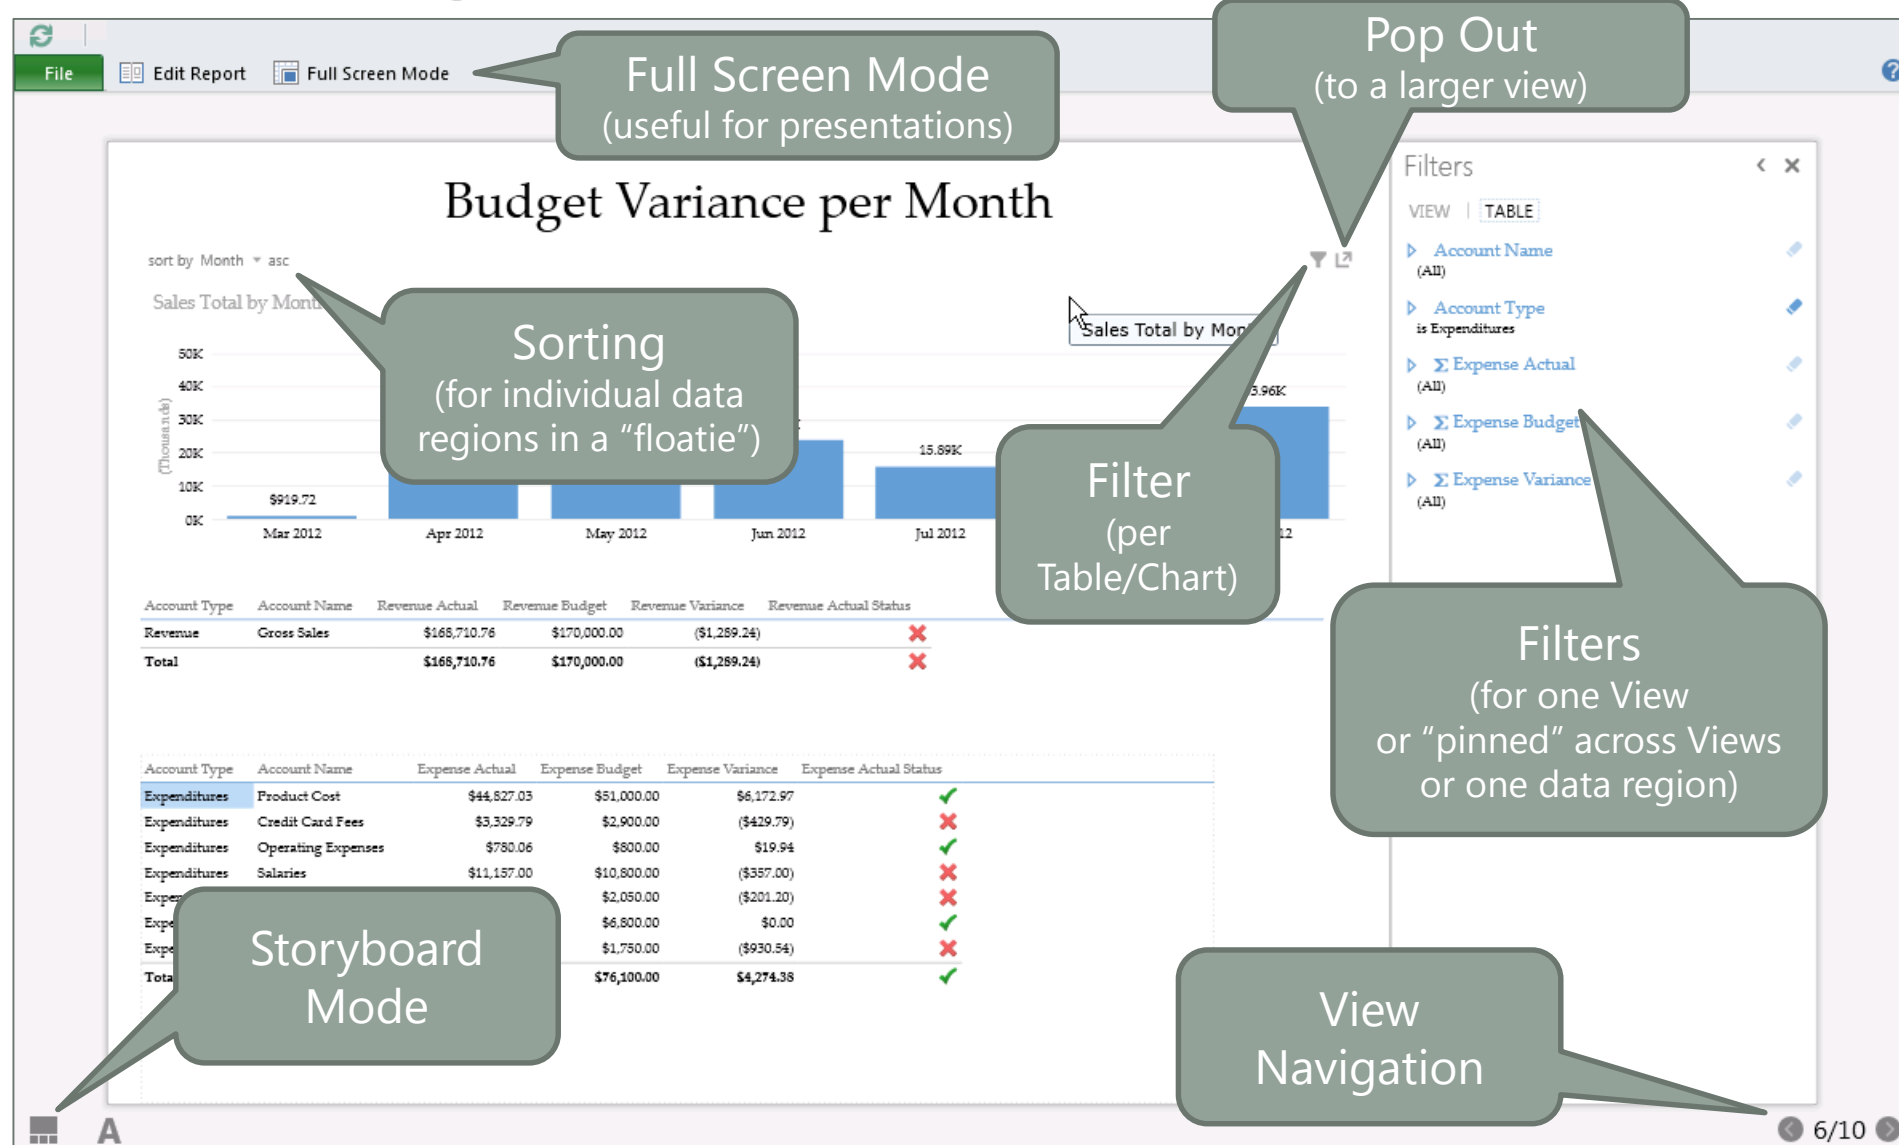 File
Edit Report
Full Screen Mode
Full Screen Mode
(useful for presentations)
Pop Out
(to a larger view)
Budget Variance per Month
sort by Month asc
Sales Total by Month
Sales Total by
Sorting
(for individual data
regions in a “floatie”)
(Thousands)
50K
40K
30K
20K
10K
0K
$919.72
15.89K
3.96K
Mar 2012
Apr 2012
May 2012
Jun 2012
Jul 2012
12
Filter
(per
Table/Chart)
Filters
VIEW | TABLE
Account Name
(All)
Account Type
is Expenditures
Σ Expense Actual
(All)
Σ Expense Budget
(All)
Σ Expense Variance
(All)
Filters
(for one View
or “pinned” across Views
or one data region)
Account Type Account Name Revenue Actual Revenue Budget Revenue Variance Revenue Actual Status
Revenue Gross Sales $168,710.76 $170,000.00 ($1,289.24)
Total $168,710.76 $170,000.00 ($1,289.24)
Account Type Account Name Expense Actual Expense Budget Expense Variance Expense Actual Status
Expenditures Product Cost $44,827.03 $51,000.00 $6,172.97
Expenditures Credit Card Fees $3,329.79 $2,900.00 ($429.79)
Expenditures Operating Expenses $780.06 $800.00 $19.94
Expenditures Salaries $11,157.00 $10,800.00 ($357.00)
$2,050.00 ($201.20)
$6,800.00 $0.00
$1,750.00 ($930.54)
Total $76,100.00 $4,274.38
Storyboard
Mode
View
Navigation
A
6/10